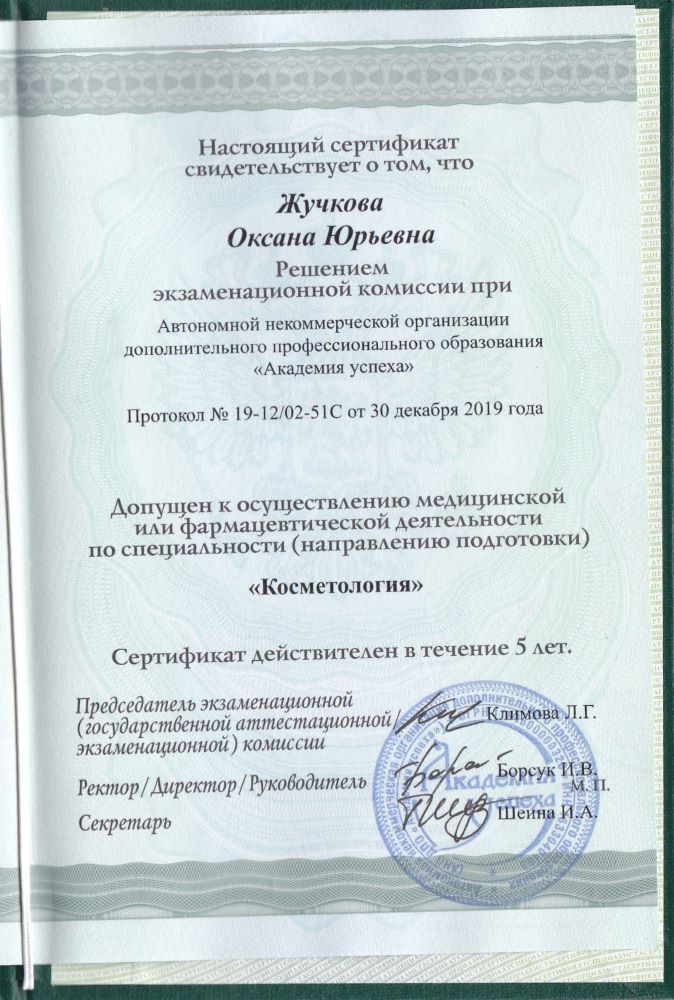 Настоящий сертификат
свидетельствует о том, что
Жучкова
Оксана Юрьевна
Решением
экзаменационной комиссии при
Автономной некоммерческой организации
дополнительного профессионального образования
«Академия успеха»
Протокол № 19-12/02-51С от 30 декабря 2019 года
Допущен к осуществлению медицинской
или фармацевтической деятельности
по специальности (направлению подготовки)
«Косметология»
Сертификат действителен в течение 5 лет.
Председатель экзаменационной
(государственной аттестационной/
экзаменационной) комиссии
Климова Л.Г.
Ректор/Директор/Руководитель
Борсук И.В.
М. П.
Секретарь
Шеина И.А.
Академия
успеха